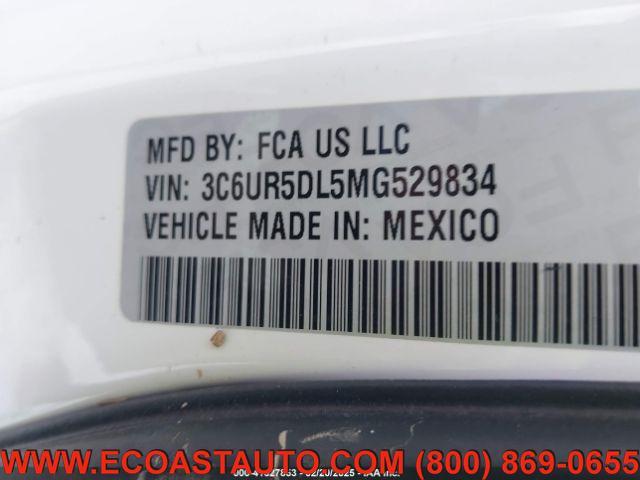 MFD BY: FCA US LLC
VIN: 3C6UR5DL5MG529834
VEHICLE MADE IN: MEXICO
WWW.ECOASTAUTO.COM (800) 869-0655